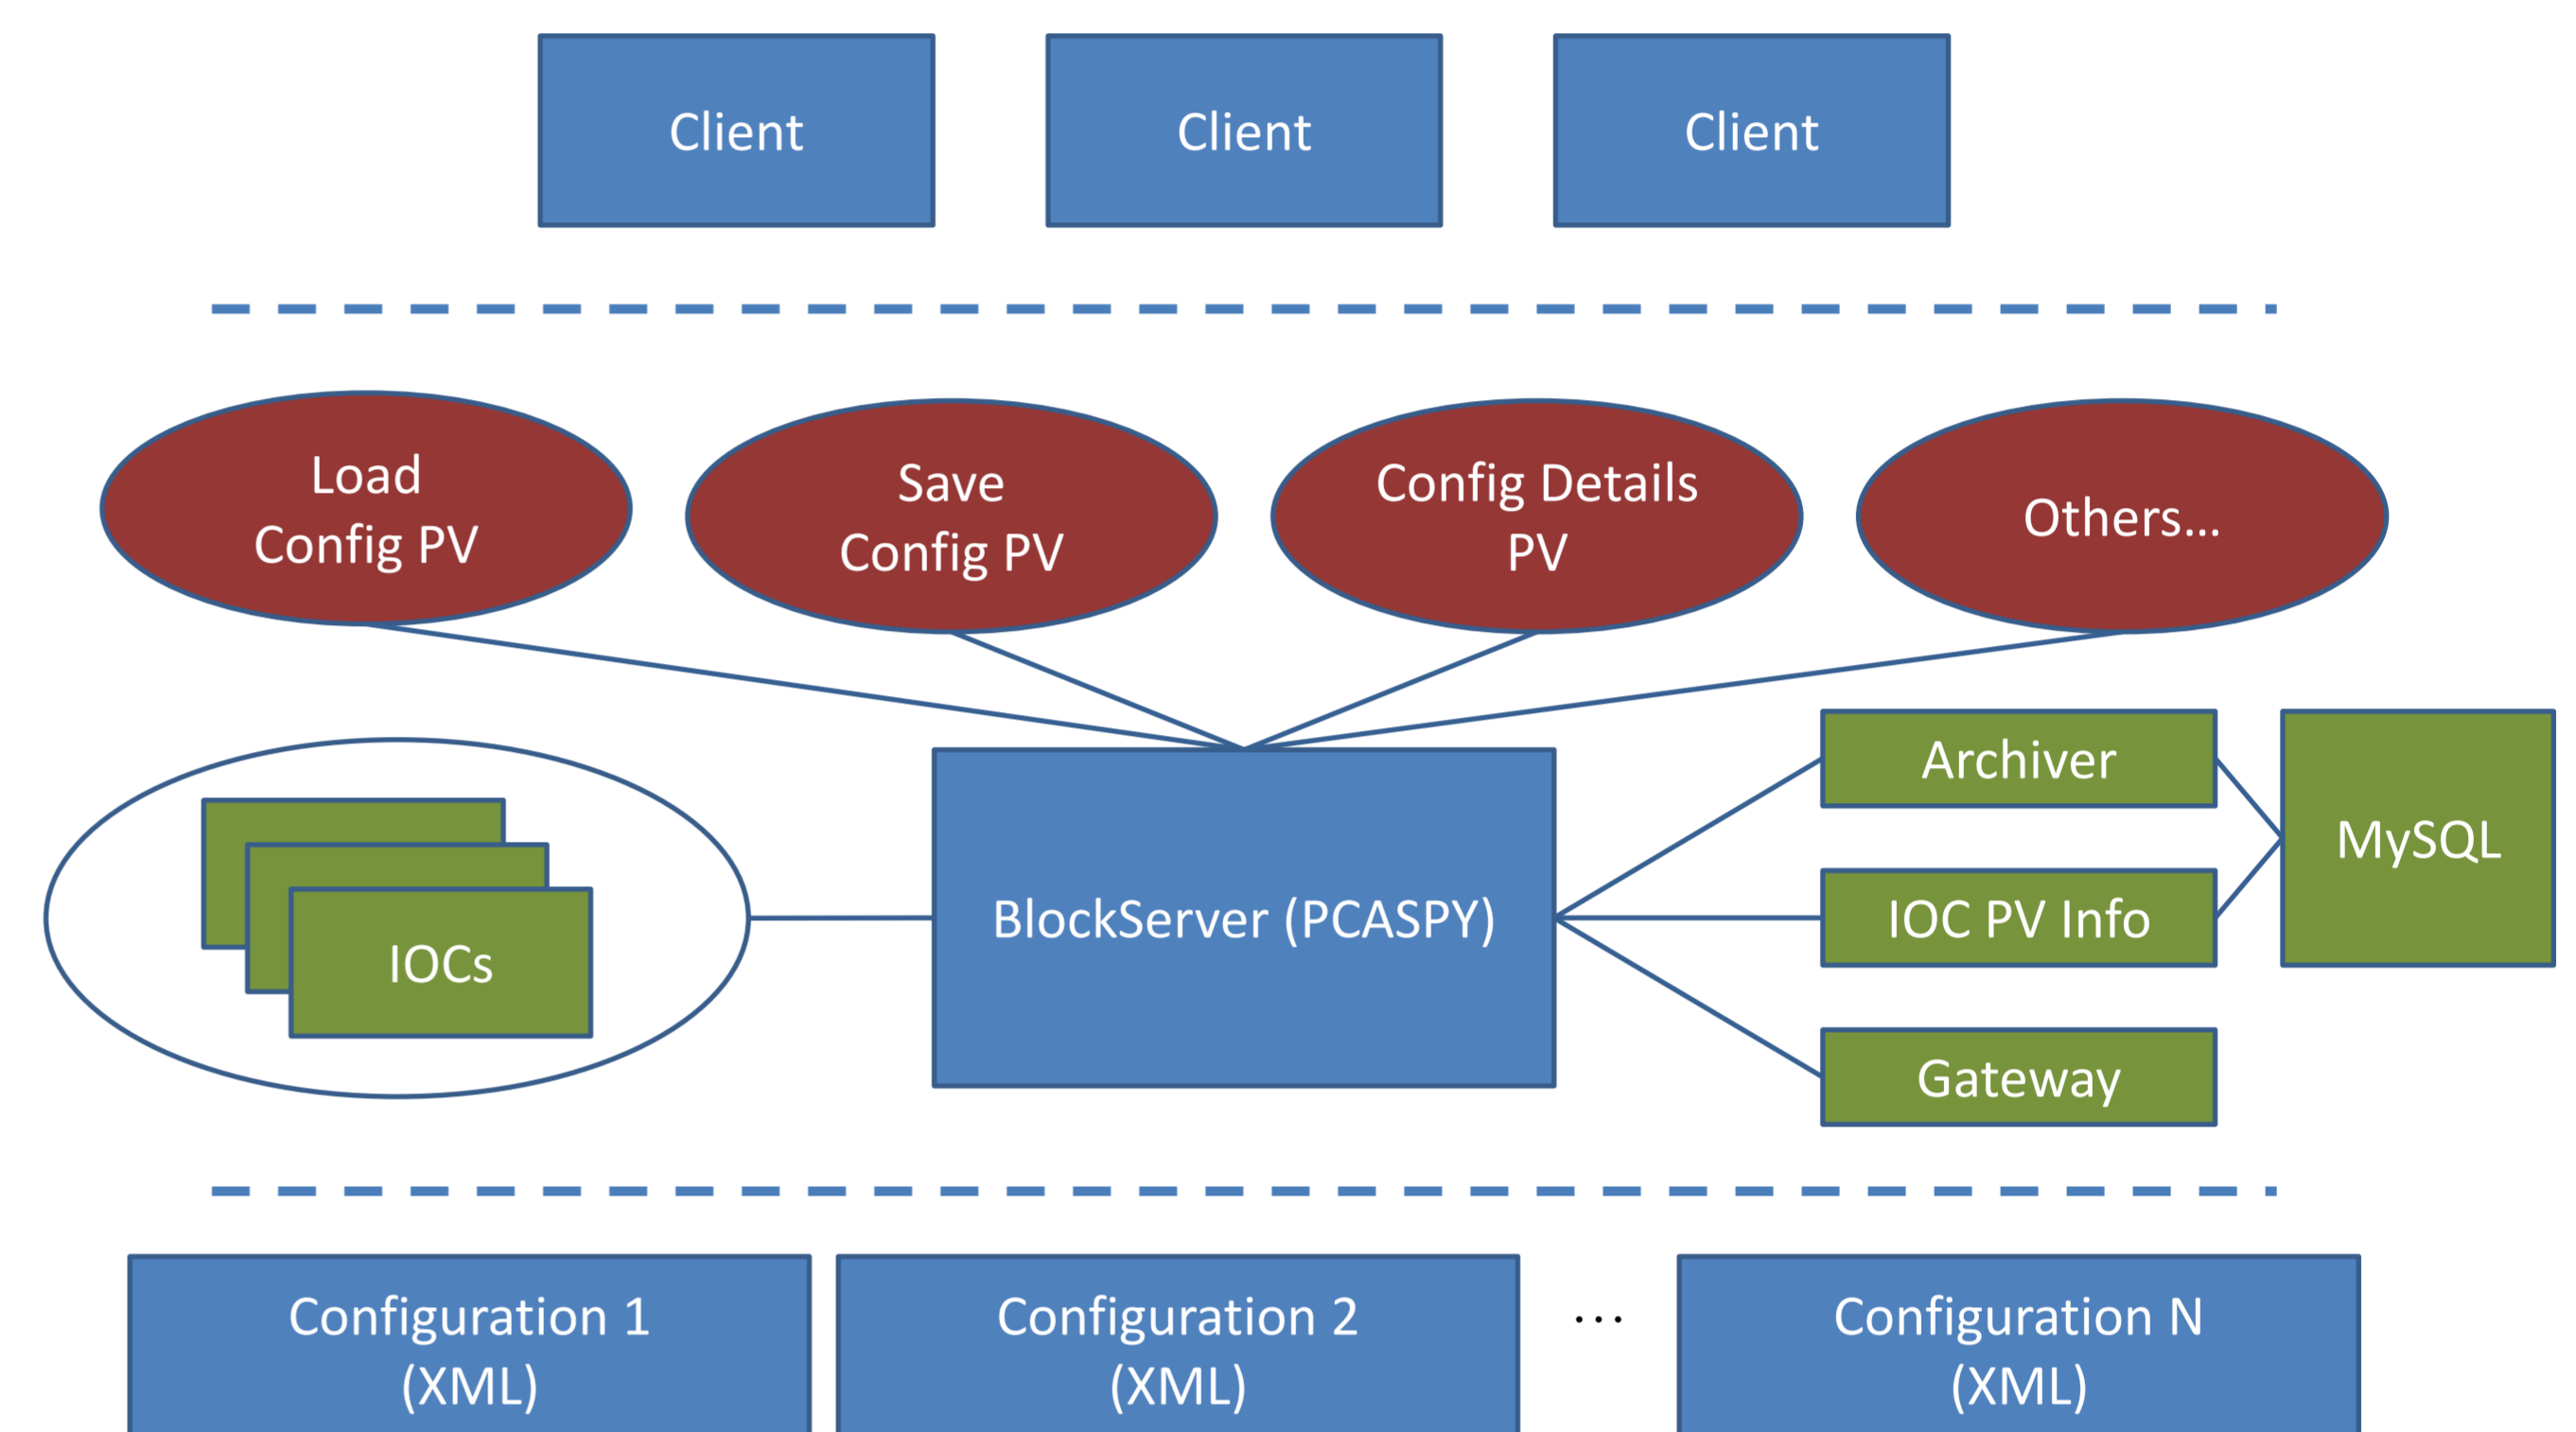 Client
Client
Client
Load
Config PV
Save
Config PV
Config Details
PV
Others...
IOCs
BlockServer (PCASPY)
Archiver
IOC PV Info
Gateway
MySQL
Configuration 1
(XML)
Configuration 2
(XML)
...
Configuration N
(XML)